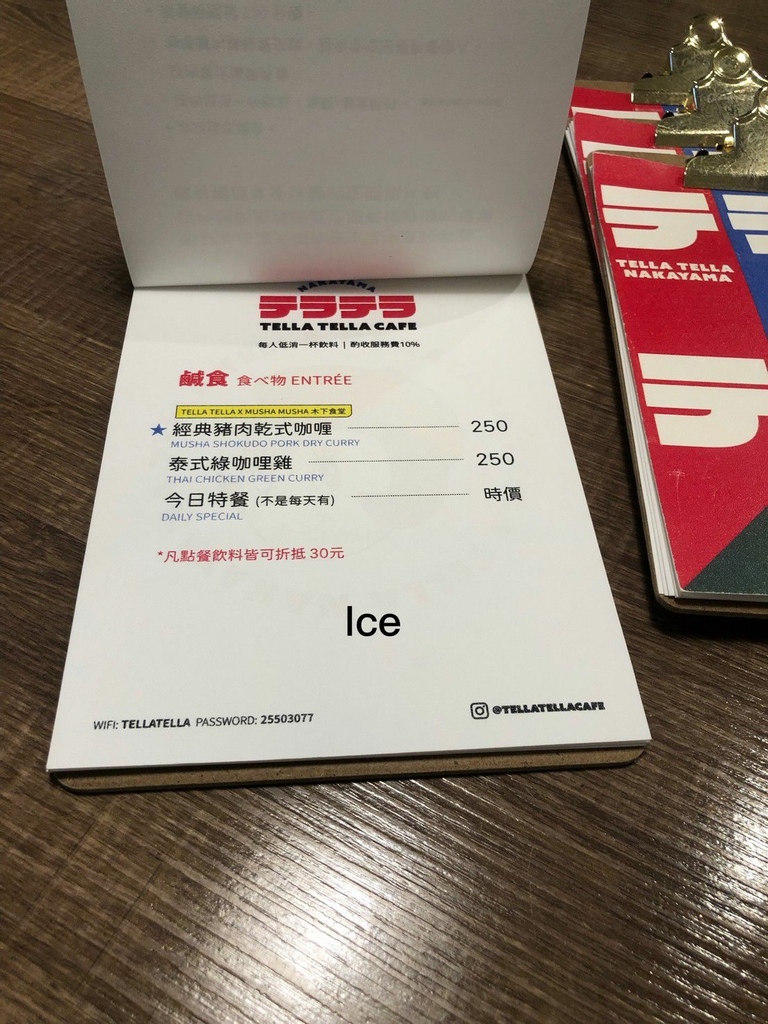 NAKAYAMA
テラテラ
TELLA TELLA CAFE
每人低消一杯飲料 | 酌收服務費10%
鹹食 食べ物 ENTRÉE
TELLA TELLA X MUSHA MUSHA 木下食堂
★ 經典豬肉乾式咖喱 250
MUSHA SHOKUDO PORK DRY CURRY
泰式綠咖哩雞 250
THAI CHICKEN GREEN CURRY
今日特餐 (不是每天有) 時價
DAILY SPECIAL
*凡點餐飲料皆可折抵 30元
Ice
WIFI: TELLATELLA PASSWORD: 25503077
@TELLATELLACAFE
テ
TELLA TELLA
NAKAYAMA
テ